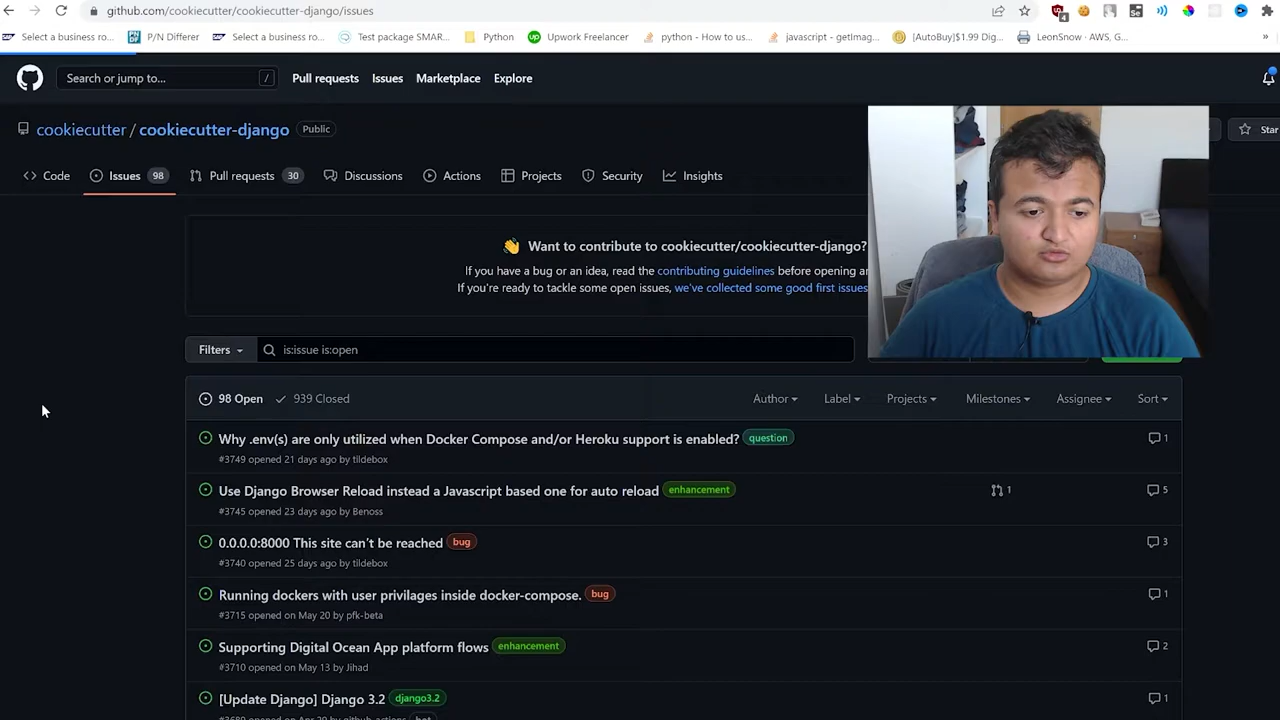 github.com/cookiecutter/cookiecutter-django/issues
4
Select a business ro...
P/N Differer
Select a business ro...
Test package SMAR...
Python
Upwork Freelancer
python - How to us...
javascript - getImag...
[AutoBuy]$1.99 Dig...
LeonSnow · AWS, G...
»
Search or jump to...
/
Pull requests
Issues
Marketplace
Explore
cookiecutter / cookiecutter-django
Public
Star
Code
Issues 98
Pull requests 30
Discussions
Actions
Projects
Security
Insights
Want to contribute to cookiecutter/cookiecutter-django?
If you have a bug or an idea, read the contributing guidelines before opening
If you're ready to tackle some open issues, we've collected some good first issues
Filters
is:issue is:open
98 Open
939 Closed
Author
Label
Projects
Milestones
Assignee
Sort
Why .env(s) are only utilized when Docker Compose and/or Heroku support is enabled? question
1
#3749 opened 21 days ago by tildebox
Use Django Browser Reload instead a Javascript based one for auto reload enhancement
1
5
#3745 opened 23 days ago by Benoss
0.0.0.0:8000 This site can't be reached bug
3
#3740 opened 25 days ago by tildebox
Running dockers with user privilages inside docker-compose. bug
1
#3715 opened on May 20 by pfk-beta
Supporting Digital Ocean App platform flows enhancement
2
#3710 opened on May 13 by Jihad
[Update Django] Django 3.2 django3.2
1